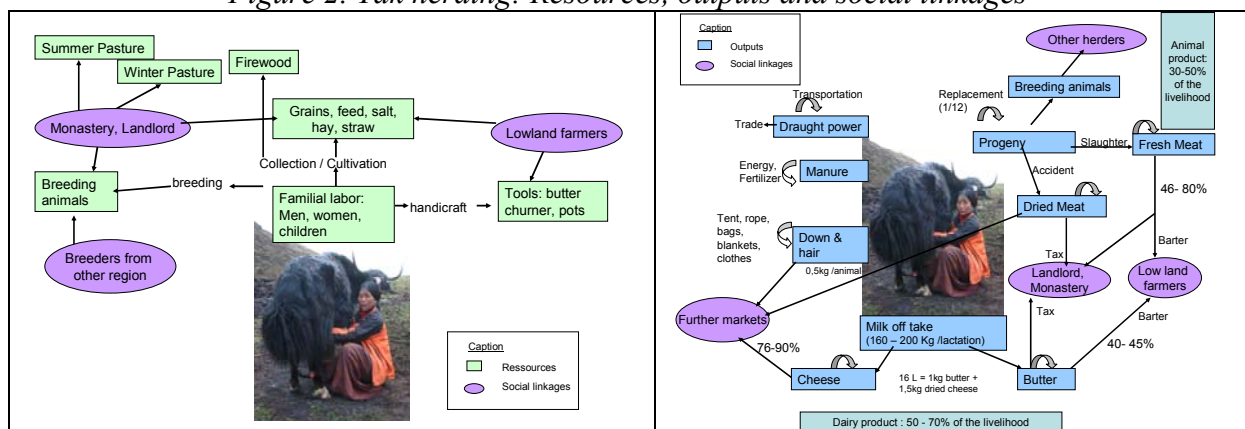 Figure 2: Yak herding: Resources, outputs and social linkages
Summer Pasture
Winter Pasture
Firewood
Monastery, Landlord
Grains, feed, salt,
hay, straw
Lowland farmers
Collection / Cultivation
Breeding
animals
breeding
Familial labor:
Men, women,
children
handicraft
Tools: butter
churner, pots
Breeders from
other region
Caption
Ressources
Social linkages
Caption
Outputs
Social linkages
Other herders
Animal
product:
30-50%
of the
livelihood
Breeding animals
Transportation
Replacement
(1/12)
Trade
Draught power
Progeny
Slaughter
Fresh Meat
Energy,
Fertilizer
Manure
Accident
46- 80%
Dried Meat
Tent, rope,
bags,
blankets,
clothes
Down &
hair
0,5kg /animal
Tax
Barter
Landlord,
Monastery
Low land
farmers
Further markets
Milk off take
(160 – 200 Kg /lactation)
Tax
Barter
76-90%
40- 45%
Cheese
16 L = 1kg butter +
1,5kg dried cheese
Butter
Dairy product : 50 - 70% of the livelihood